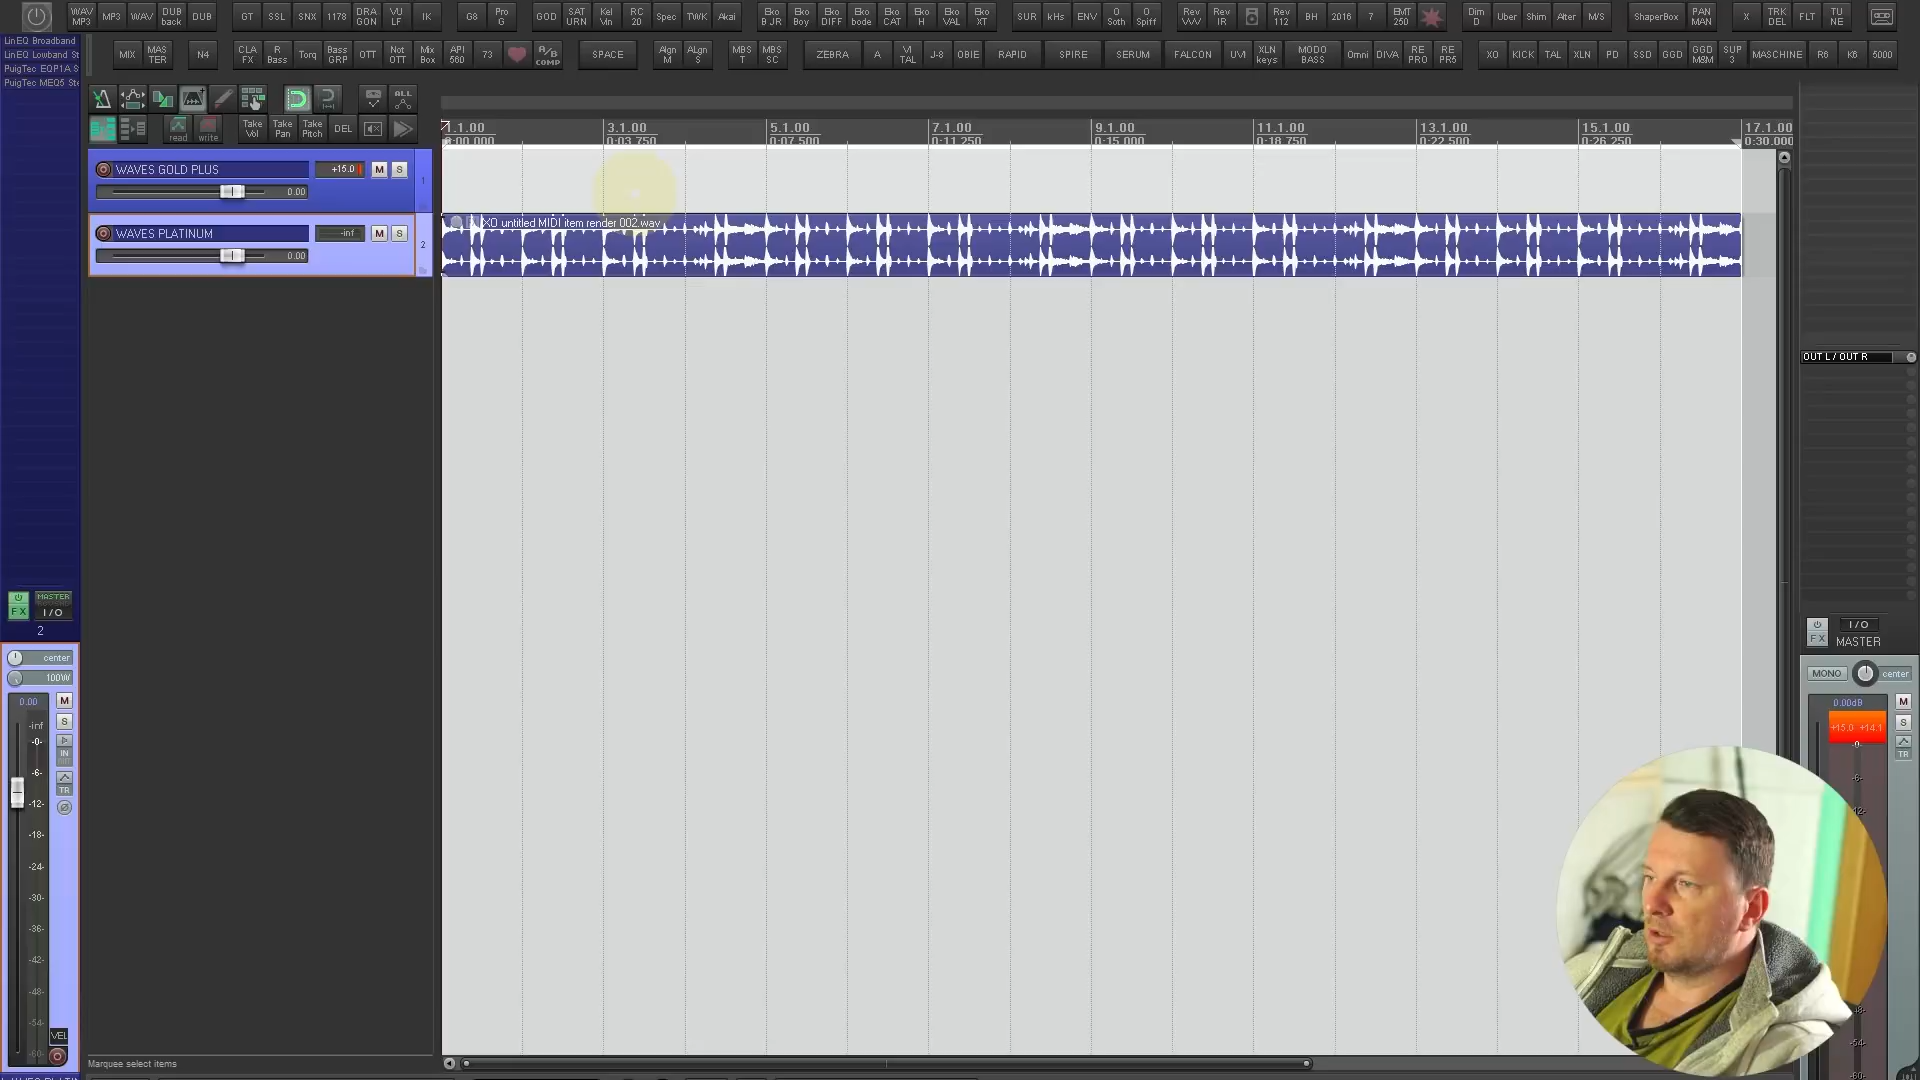 WAV MP3 MP3 WAV DUB back DUB GT SSL SNX 1178 DRA GON VU LF IK G8 Pro G GOD SAT URN Kel Vin RC 20 Spec TWK Akai Eko B JR Eko Boy Eko DIFF Eko bode Eko CAT Eko H Eko VAL Eko XT SUR kHs ENV O Soth O Spiff Rev Rev IR Rev 112 BH 2016 7 EMT 250 Dim D Uber Shim Alter M/S ShaperBox PAN MAN X TRK DEL FLT TU NE
LinEQ Broadband
LinEQ Lowband St
PuigTec EQP1A S
PuigTec MEQ5 Ste
MIX MAS TER N4 CLA FX R Bass Torq Bass GRP OTT Not OTT Mix Box API 560 73 A/B COMP SPACE Algn M ALgn S MBS T MBS SC ZEBRA A VI TAL J-8 OBIE RAPID SPIRE SERUM FALCON UVI XLN keys MODO BASS Omni DIVA RE PRO RE PR5 XO KICK TAL XLN PD SSD GGD GGD M&M SUP 3 MASCHINE R6 K6 5000
ALL
read write Take Vol Take Pan Take Pitch DEL
1.1.00 3.1.00 5.1.00 7.1.00 9.1.00 11.1.00 13.1.00 15.1.00 17.1.00
0:00.000 0:03.750 0:07.500 0:11.250 0:15.000 0:18.750 0:22.500 0:26.250 0:30.000
WAVES GOLD PLUS +15.0 M S
0.00
1
XO untitled MIDI item render 002.wav
WAVES PLATINUM -inf M S
0.00
2
OUT L / OUT R
MASTER
FX I/O
2
FX I/O
MASTER
center
100W
0.00 M
S
-inf
-0-
IN
-6-
TR
-12-
-18-
-24-
-30-
-36-
-42-
-48-
-54-
-60-
VEL
MONO center
0.00dB M
+15.0 +14.1 S
-0-
TR
-6-
-54-
-60-
Marquee select items